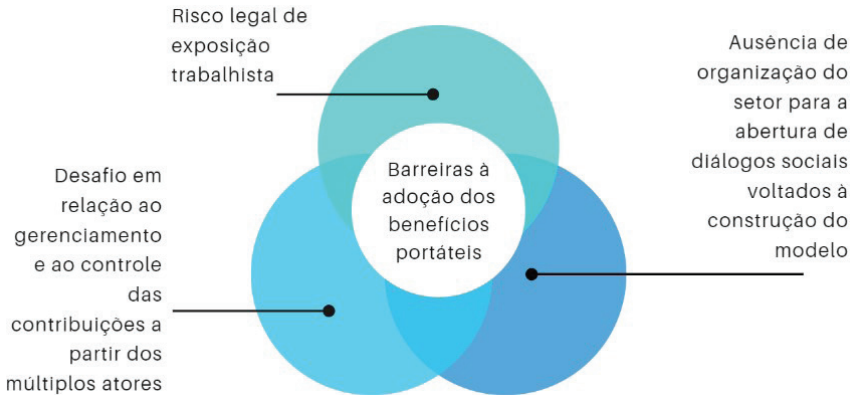 Risco legal de
exposição
trabalhista
Ausência de
organização do
setor para a
abertura de
diálogos sociais
voltados à
construção do
modelo
Barreiras à
adoção dos
benefícios
portáteis
Desafio em
relação ao
gerenciamento
e ao controle
das
contribuições a
partir dos
múltiplos atores